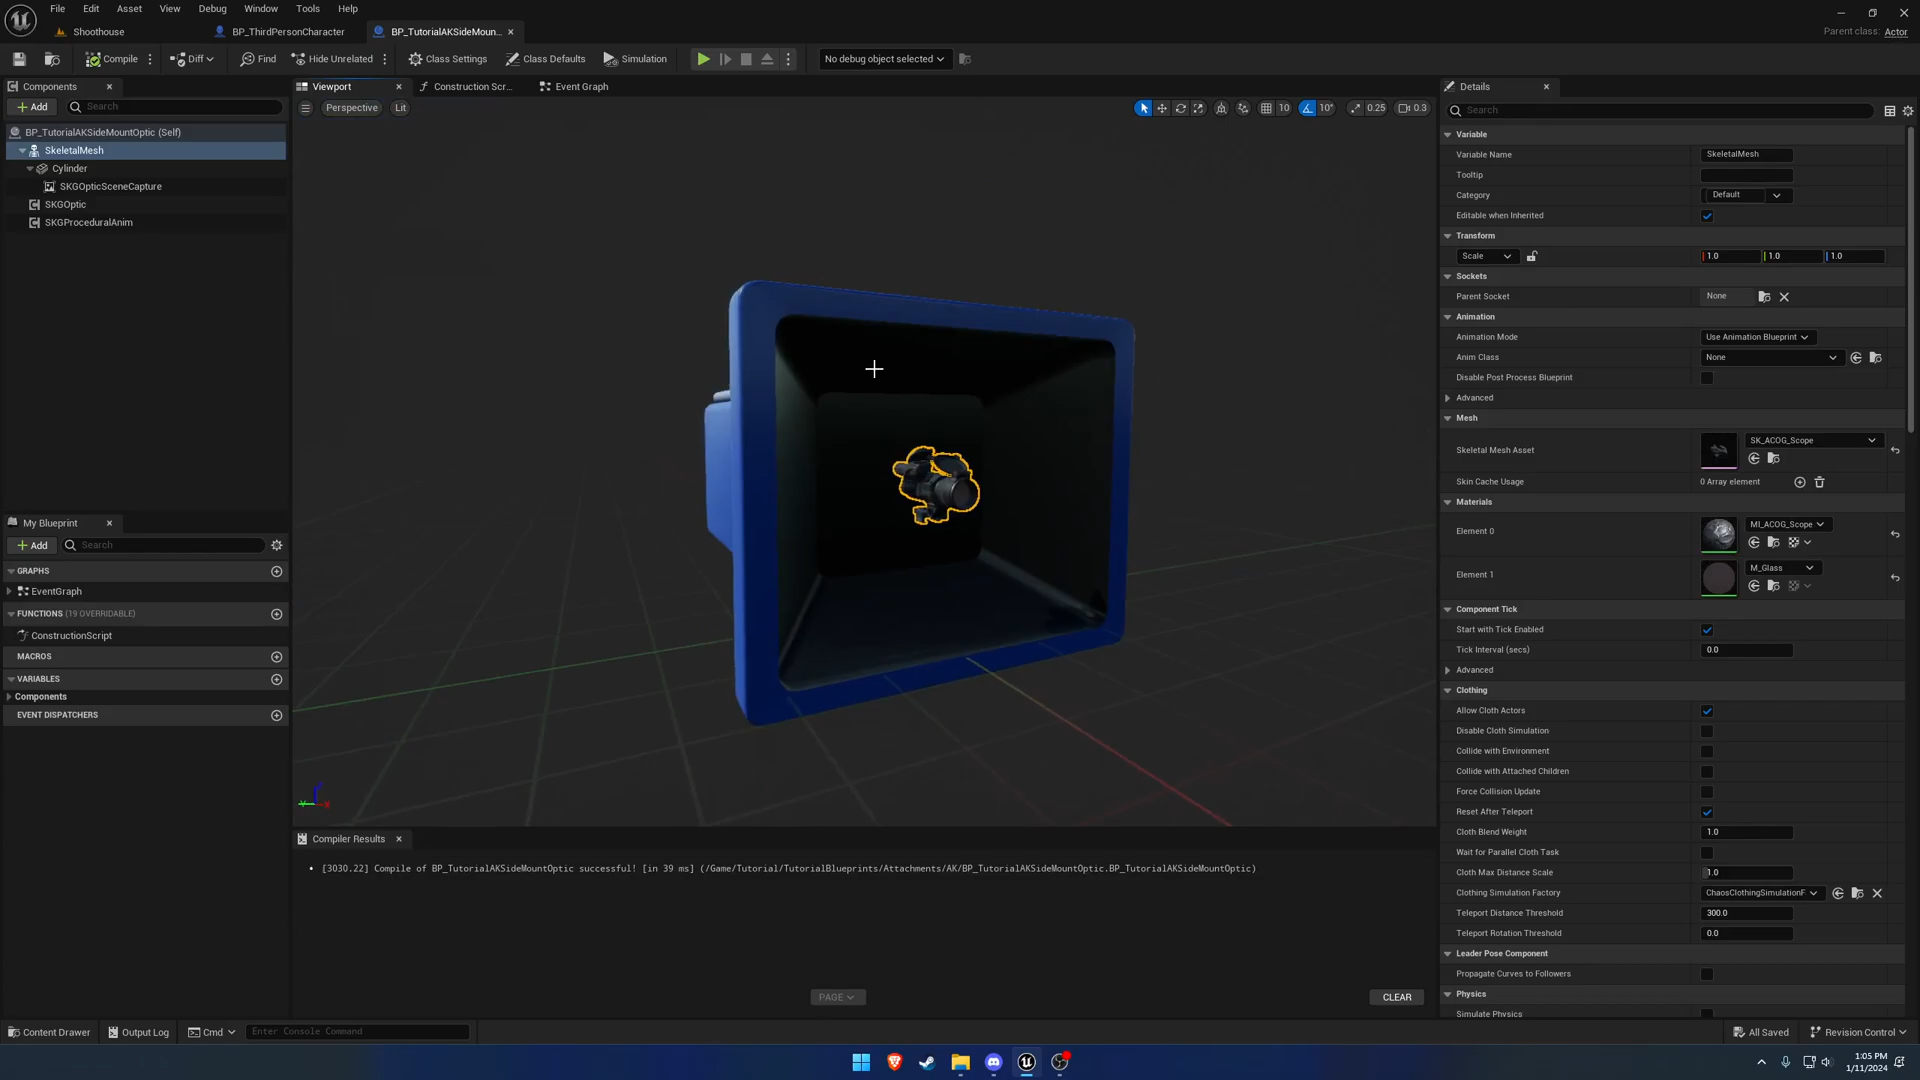 File Edit Asset View Debug Window Tools Help
Shoothouse BP_ThirdPersonCharacter BP_TutorialAKSideMoun...
Parent class: Actor
Compile Diff Find Hide Unrelated Class Settings Class Defaults Simulation No debug object selected
Components
Add Search
BP_TutorialAKSideMountOptic (Self)
SkeletalMesh
Cylinder
SKGOpticSceneCapture
SKGOptic
SKGProceduralAnim
My Blueprint
Add Search
GRAPHS
EventGraph
FUNCTIONS (19 OVERRIDABLE)
ConstructionScript
MACROS
VARIABLES
Components
EVENT DISPATCHERS
Viewport Construction Scr... Event Graph
Perspective Lit 10 10° 0.25 0.3
Compiler Results
[3030.22] Compile of BP_TutorialAKSideMountOptic successful! [in 39 ms] (/Game/Tutorial/TutorialBlueprints/Attachments/AK/BP_TutorialAKSideMountOptic.BP_TutorialAKSideMountOptic)
PAGE CLEAR
Details
Search
Variable
Variable Name SkeletalMesh
Tooltip
Category Default
Editable when Inherited
Transform
Scale 1.0 1.0 1.0
Sockets
Parent Socket None
Animation
Animation Mode Use Animation Blueprint
Anim Class None
Disable Post Process Blueprint
Advanced
Mesh
Skeletal Mesh Asset SK_ACOG_Scope
Skin Cache Usage 0 Array element
Materials
Element 0 MI_ACOG_Scope
Element 1 M_Glass
Component Tick
Start with Tick Enabled
Tick Interval (secs) 0.0
Advanced
Clothing
Allow Cloth Actors
Disable Cloth Simulation
Collide with Environment
Collide with Attached Children
Force Collision Update
Reset After Teleport
Cloth Blend Weight 1.0
Wait for Parallel Cloth Task
Cloth Max Distance Scale 1.0
Clothing Simulation Factory ChaosClothingSimulationF
Teleport Distance Threshold 300.0
Teleport Rotation Threshold 0.0
Leader Pose Component
Propagate Curves to Followers
Physics
Simulate Physics
Content Drawer Output Log Cmd Enter Console Command All Saved Revision Control
1:05 PM
1/11/2024